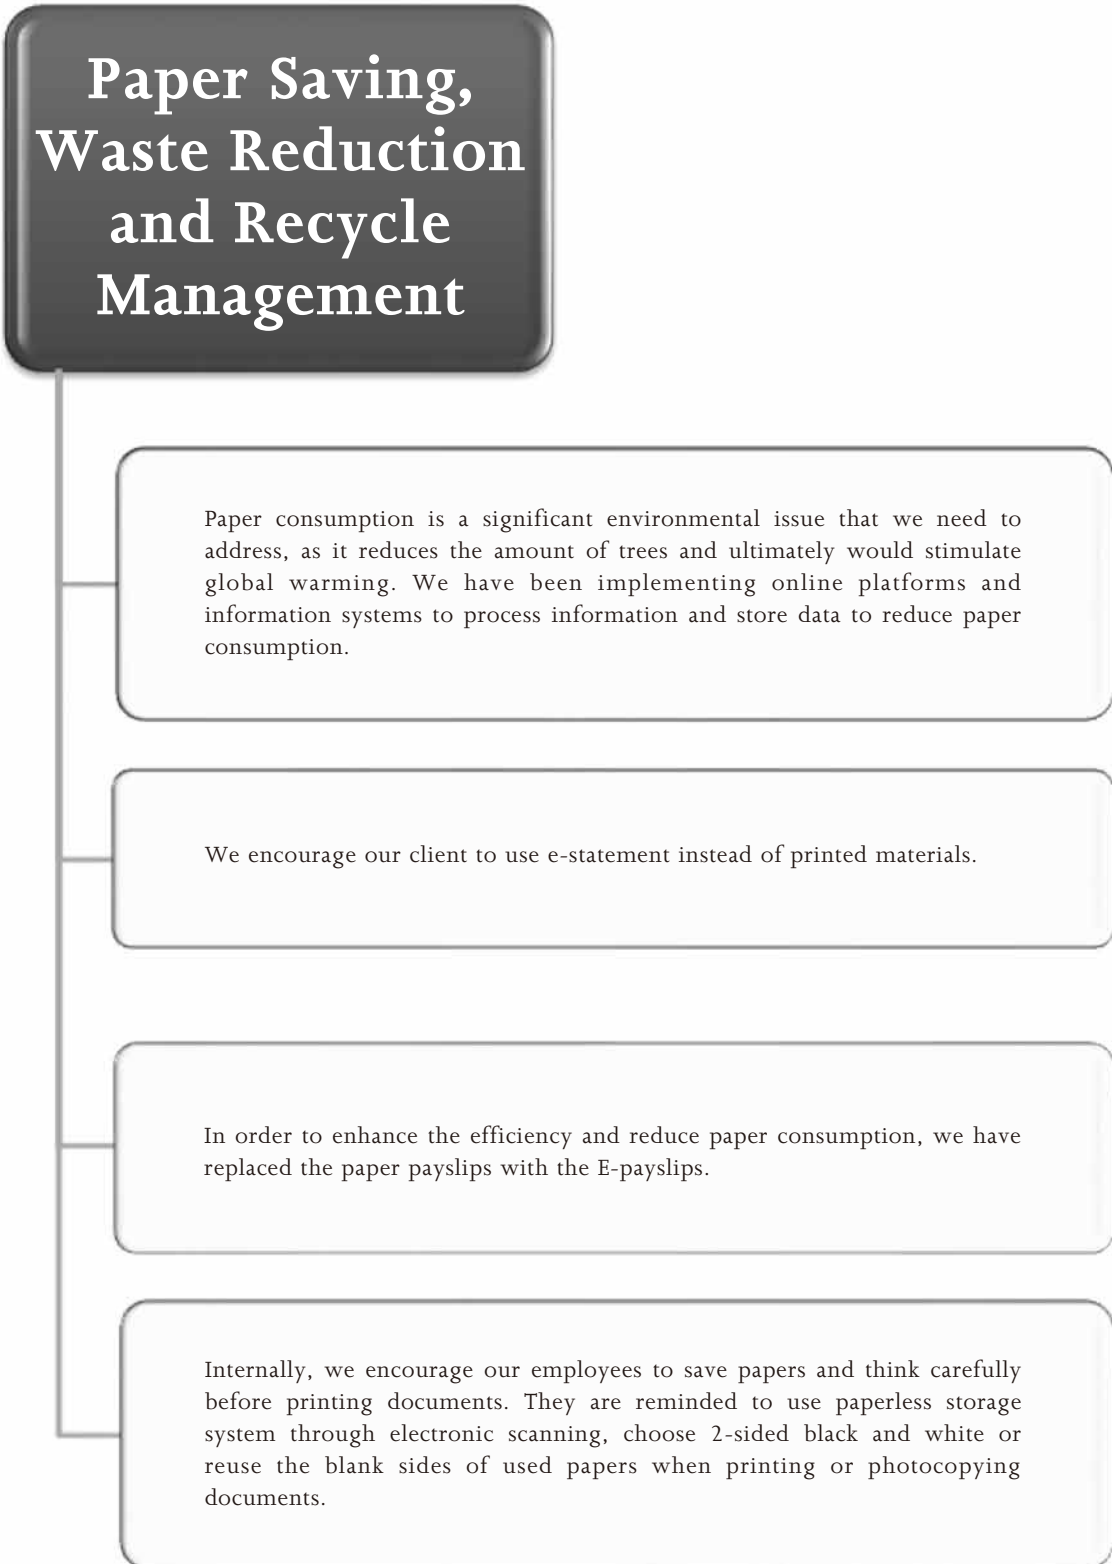 Paper Saving,
Waste Reduction
and Recycle
Management
Paper consumption is a significant environmental issue that we need to
address, as it reduces the amount of trees and ultimately would stimulate
global warming. We have been implementing online platforms and
information systems to process information and store data to reduce paper
consumption.
We encourage our client to use e-statement instead of printed materials.
In order to enhance the efficiency and reduce paper consumption, we have
replaced the paper payslips with the E-payslips.
Internally, we encourage our employees to save papers and think carefully
before printing documents. They are reminded to use paperless storage
system through electronic scanning, choose 2-sided black and white or
reuse the blank sides of used papers when printing or photocopying
documents.